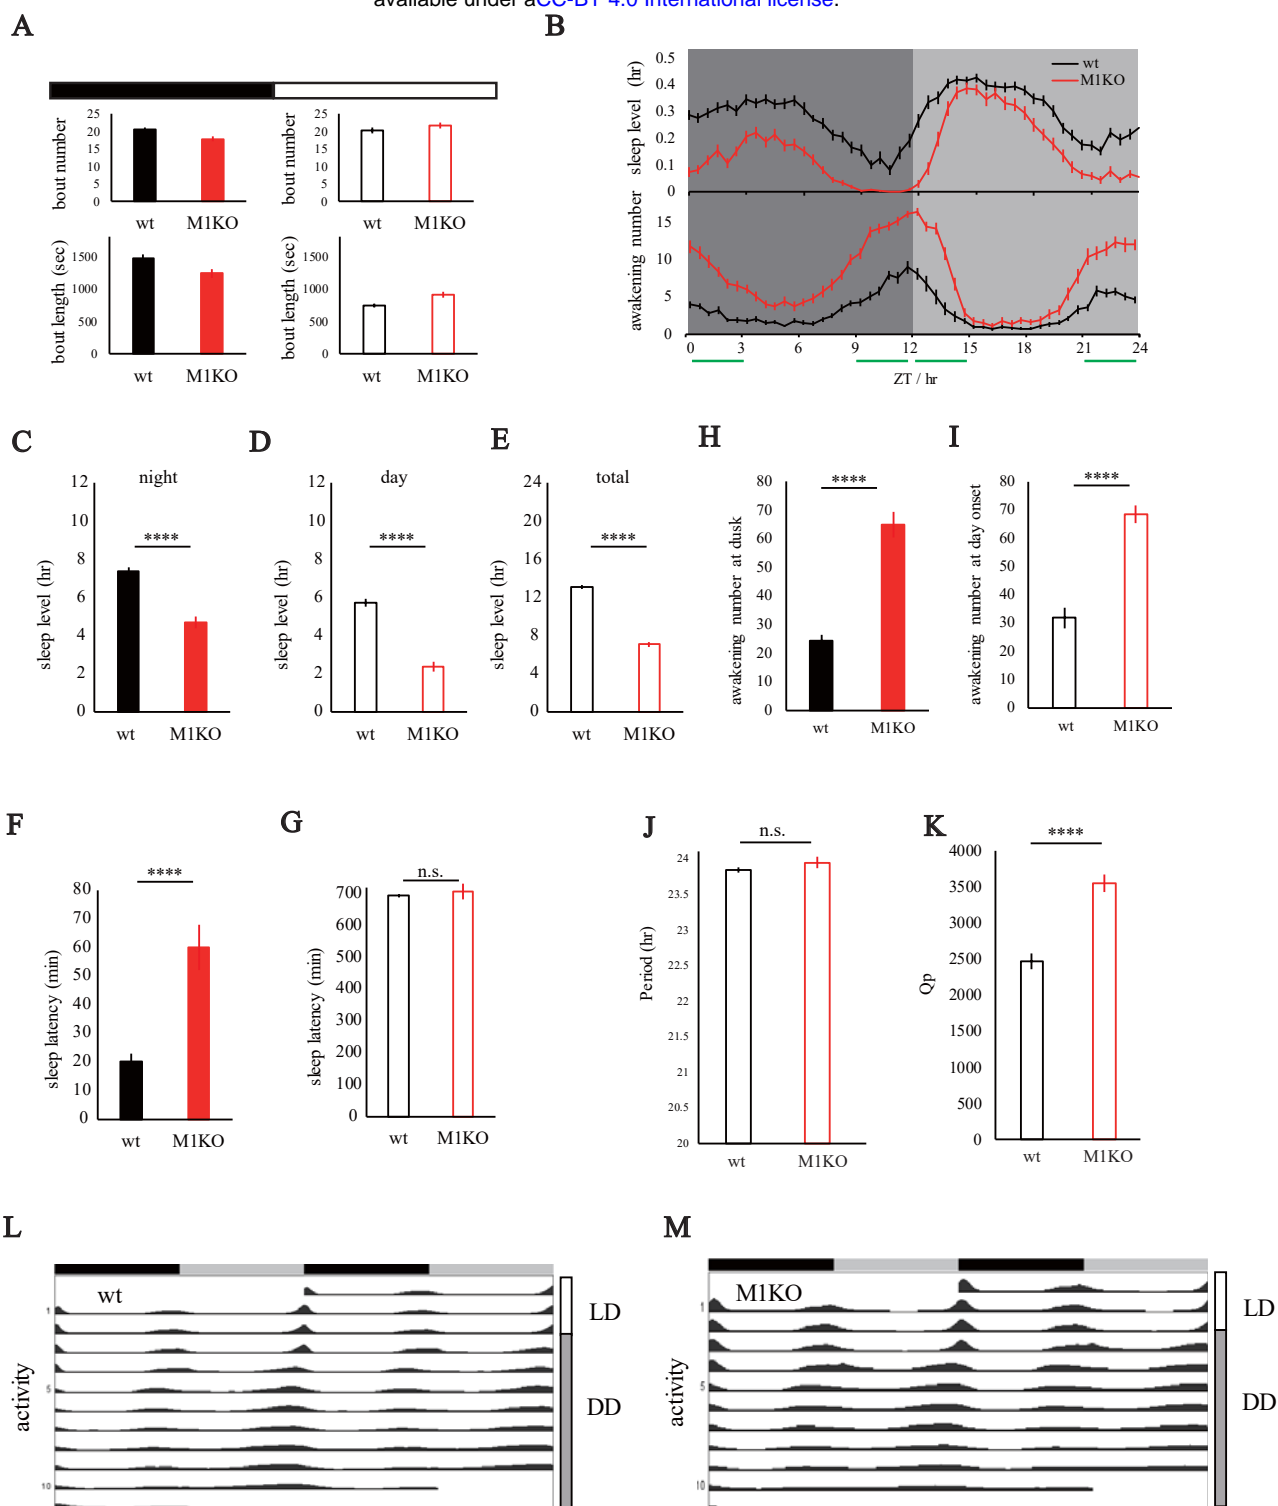 available under aCC-BY 4.0 International license.
A
bout number
25
20
15
10
5
0
wt M1KO
bout number
25
20
15
10
5
0
wt M1KO
bout length (sec)
1500
1000
500
0
wt M1KO
bout length (sec)
1500
1000
500
0
wt M1KO
B
sleep level (hr)
0.5
0.4
0.3
0.2
0.1
0
wt
M1KO
awakening number
15
10
5
0
0 3 6 9 12 15 18 21 24
ZT / hr
C
night
sleep level (hr)
12
10
8
6
4
2
0
****
wt M1KO
D
day
sleep level (hr)
12
10
8
6
4
2
0
****
wt M1KO
E
total
sleep level (hr)
24
20
16
12
8
4
0
****
wt M1KO
H
awakening number at dusk
80
70
60
50
40
30
20
10
0
****
wt M1KO
I
awakening number at day onset
80
70
60
50
40
30
20
10
0
****
wt M1KO
F
sleep latency (min)
80
70
60
50
40
30
20
10
0
****
wt M1KO
G
sleep latency (min)
700
600
500
400
300
200
100
0
n.s.
wt M1KO
J
Period (hr)
24
23.5
23
22.5
22
21.5
21
20.5
20
n.s.
wt M1KO
K
Qp
4000
3500
3000
2500
2000
1500
1000
500
0
****
wt M1KO
L
wt
activity
1
5
10
LD
DD
M
M1KO
activity
1
5
10
LD
DD